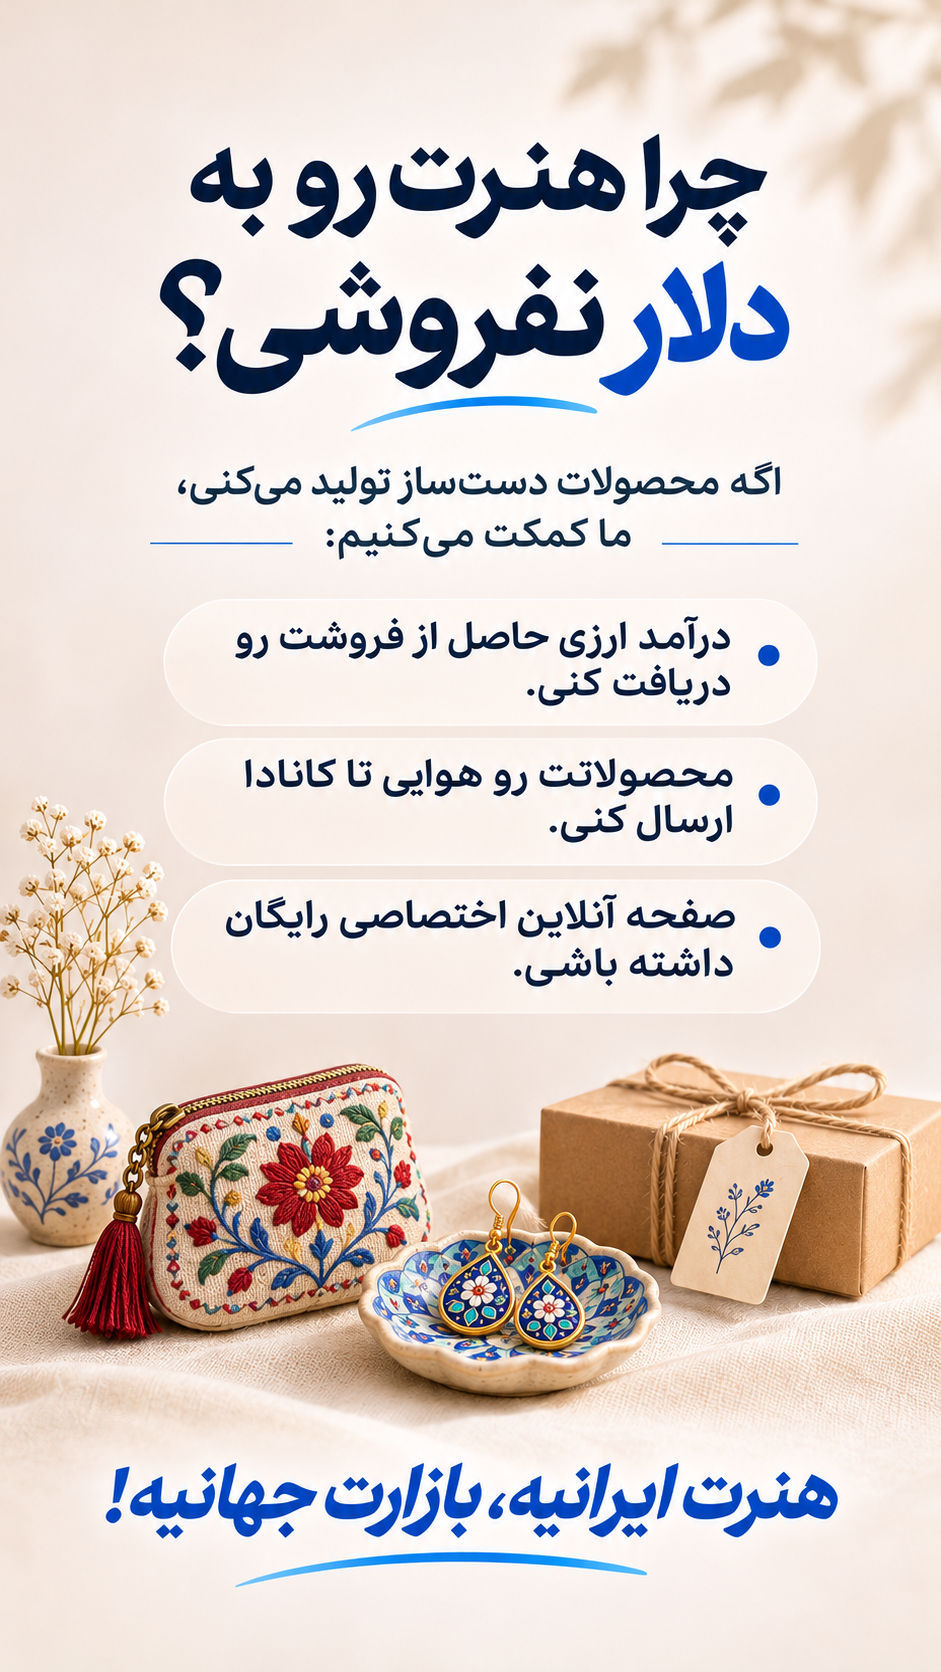 چرا هنرت رو به
دلار نفروشی؟
اگه محصولات دست‌ساز تولید می‌کنی،
ما کمکت می‌کنیم:
درآمد ارزی حاصل از فروشت رو
دریافت کنی.
محصولاتت رو هوایی تا کانادا
ارسال کنی.
صفحه آنلاین اختصاصی رایگان
داشته باشی.
هنرت ایرانیه، بازارت جهانیه!